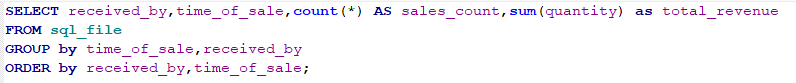 SELECT received_by,time_of_sale,count(*) AS sales_count,sum(quantity) as total_revenue
FROM sql_file
GROUP by time_of_sale,received_by
ORDER by received_by,time_of_sale;